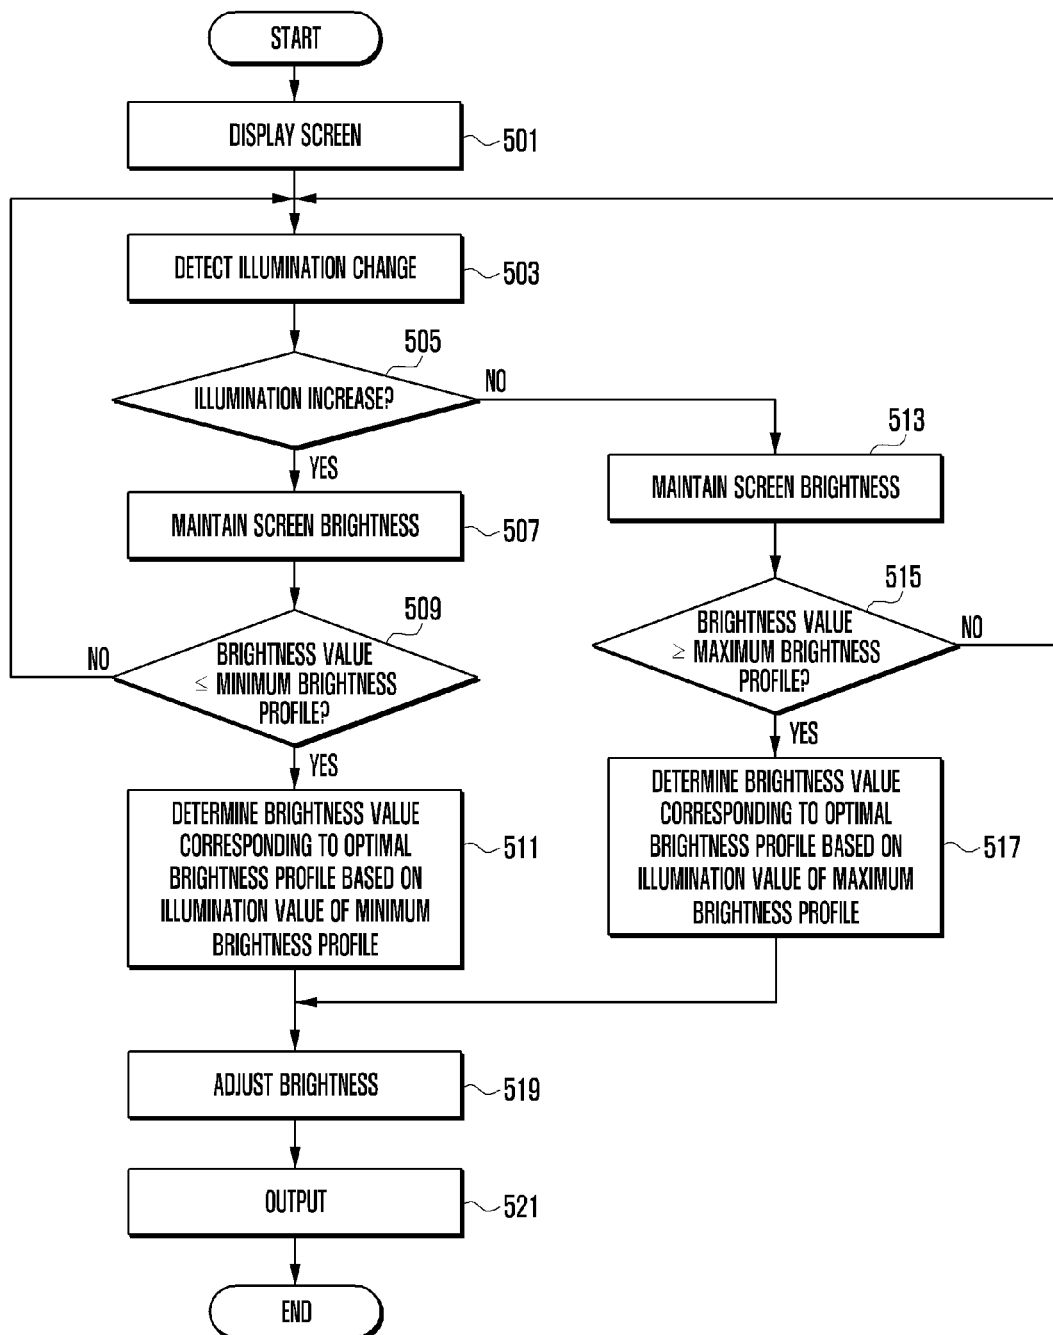 START
DISPLAY SCREEN
501
DETECT ILLUMINATION CHANGE
503
505
ILLUMINATION INCREASE?
NO
YES
MAINTAIN SCREEN BRIGHTNESS
507
509
BRIGHTNESS VALUE
≤ MINIMUM BRIGHTNESS
PROFILE?
NO
YES
DETERMINE BRIGHTNESS VALUE
CORRESPONDING TO OPTIMAL
BRIGHTNESS PROFILE BASED ON
ILLUMINATION VALUE OF MINIMUM
BRIGHTNESS PROFILE
511
513
MAINTAIN SCREEN BRIGHTNESS
515
BRIGHTNESS VALUE
≥ MAXIMUM BRIGHTNESS
PROFILE?
NO
YES
DETERMINE BRIGHTNESS VALUE
CORRESPONDING TO OPTIMAL
BRIGHTNESS PROFILE BASED ON
ILLUMINATION VALUE OF MAXIMUM
BRIGHTNESS PROFILE
517
ADJUST BRIGHTNESS
519
OUTPUT
521
END